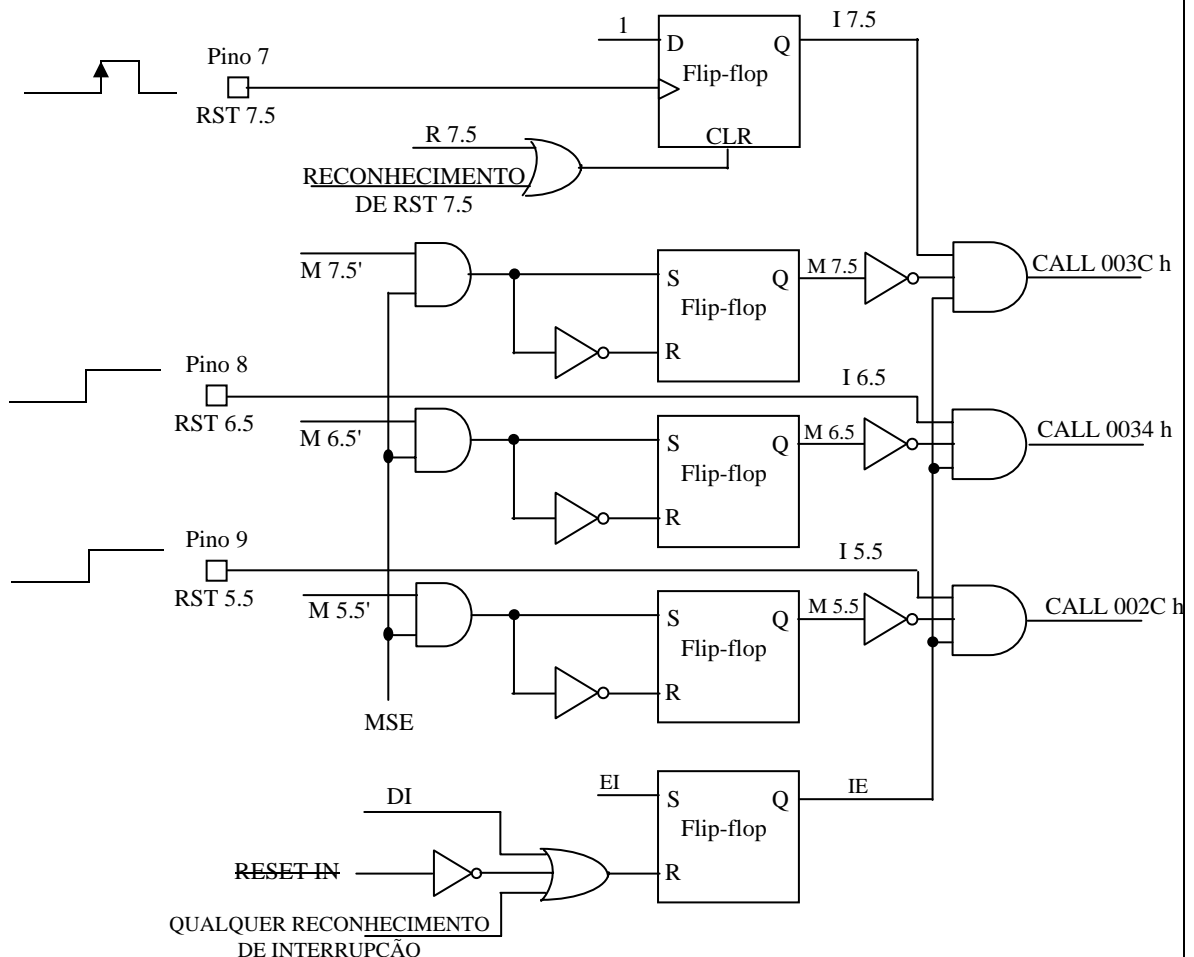 I 7.5
1
D
Q
Pino 7
Flip-flop
RST 7.5
CLR
R 7.5
RECONHECIMENTO
DE RST 7.5
M 7.5'
S
Q
M 7.5
CALL 003C h
Flip-flop
R
Pino 8
I 6.5
RST 6.5
M 6.5'
S
Q
M 6.5
CALL 0034 h
Flip-flop
R
Pino 9
I 5.5
RST 5.5
M 5.5'
S
Q
M 5.5
CALL 002C h
Flip-flop
R
MSE
EI
S
Q
IE
DI
Flip-flop
RESET IN
R
QUALQUER RECONHECIMENTO
DE INTERRUPCÃO